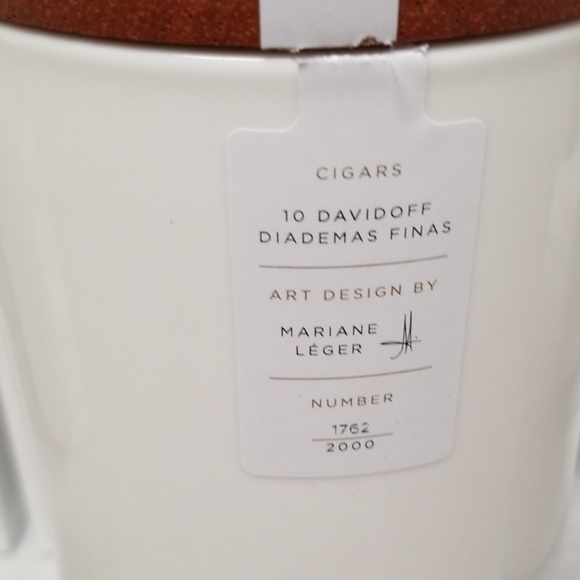 CIGARS
10 DAVIDOFF
DIADEMAS FINAS
ART DESIGN BY
MARIANE
LÉGER
NUMBER
1762
2000